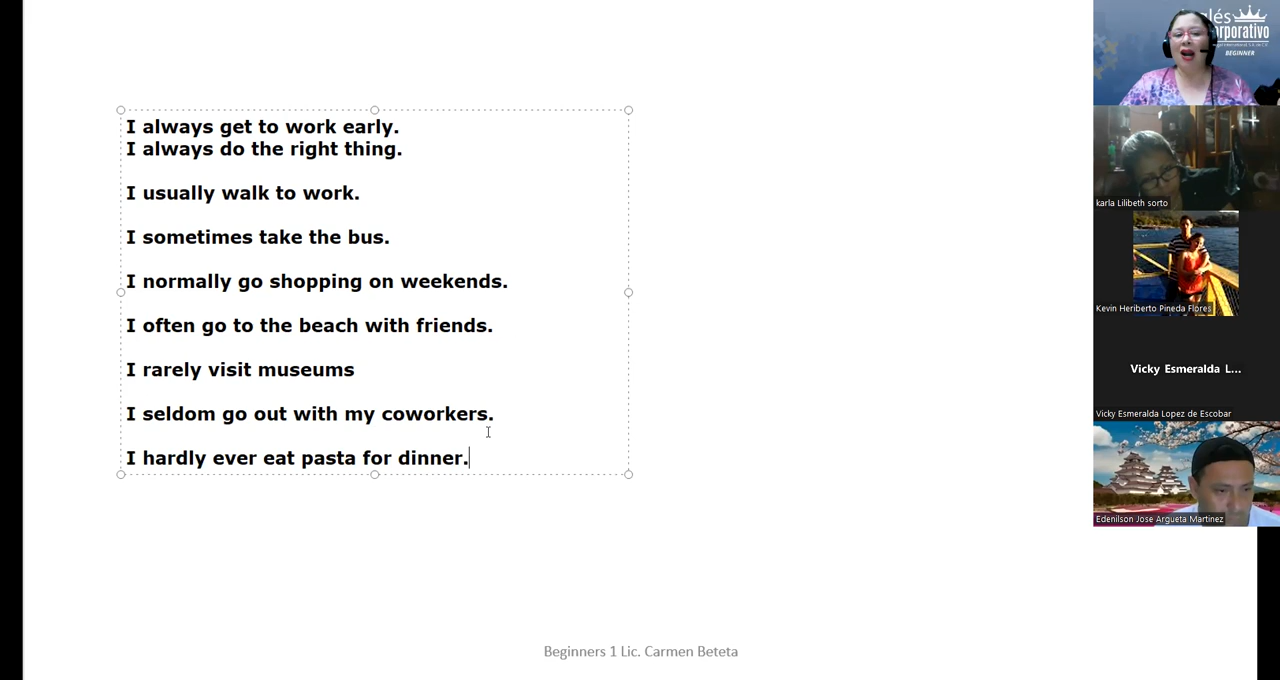 I always get to work early.
I always do the right thing.
I usually walk to work.
I sometimes take the bus.
I normally go shopping on weekends.
I often go to the beach with friends.
I rarely visit museums
I seldom go out with my coworkers.
I hardly ever eat pasta for dinner.
Beginners 1 Lic. Carmen Beteta
BEGINNER
karla Lilibeth sorto
Kevin Heriberto Pineda Flores
Vicky Esmeralda L...
Vicky Esmeralda Lopez de Escobar
Edenilson Jose Argueta Martinez